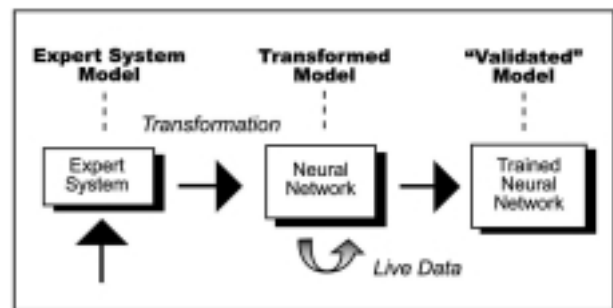 Expert System
Model
Transformed
Model
“Validated”
Model
Transformation
Expert
System
Neural
Network
Trained
Neural
Network
Live Data